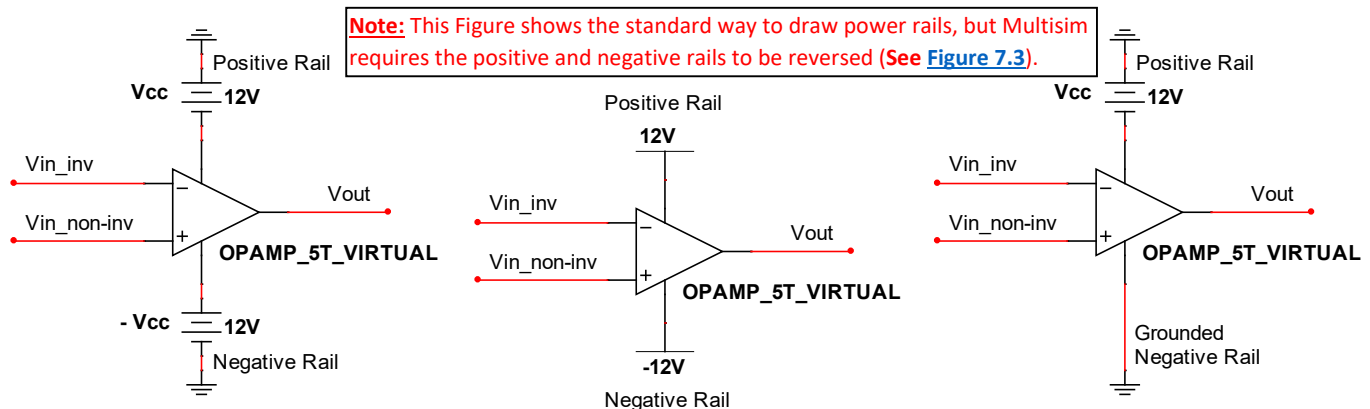 Note: This Figure shows the standard way to draw power rails, but Multisim
requires the positive and negative rails to be reversed (See Figure 7.3).
Positive Rail
Vcc
12V
Vin_inv
Vin_non-inv
Vout
OPAMP_5T_VIRTUAL
- Vcc
12V
Negative Rail
Positive Rail
12V
Vin_inv
Vin_non-inv
Vout
OPAMP_5T_VIRTUAL
-12V
Negative Rail
Positive Rail
Vcc
12V
Vin_inv
Vin_non-inv
Vout
OPAMP_5T_VIRTUAL
Grounded
Negative Rail